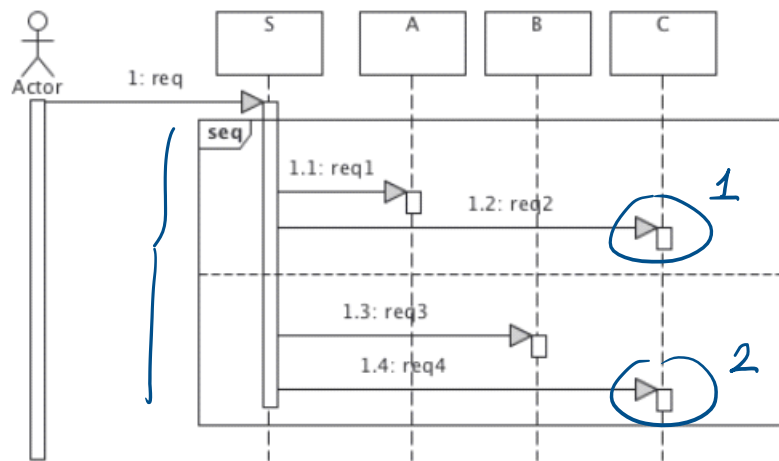 S A B C
Actor
1: req
seq
1.1: req1
1.2: req2
1
1.3: req3
1.4: req4
2